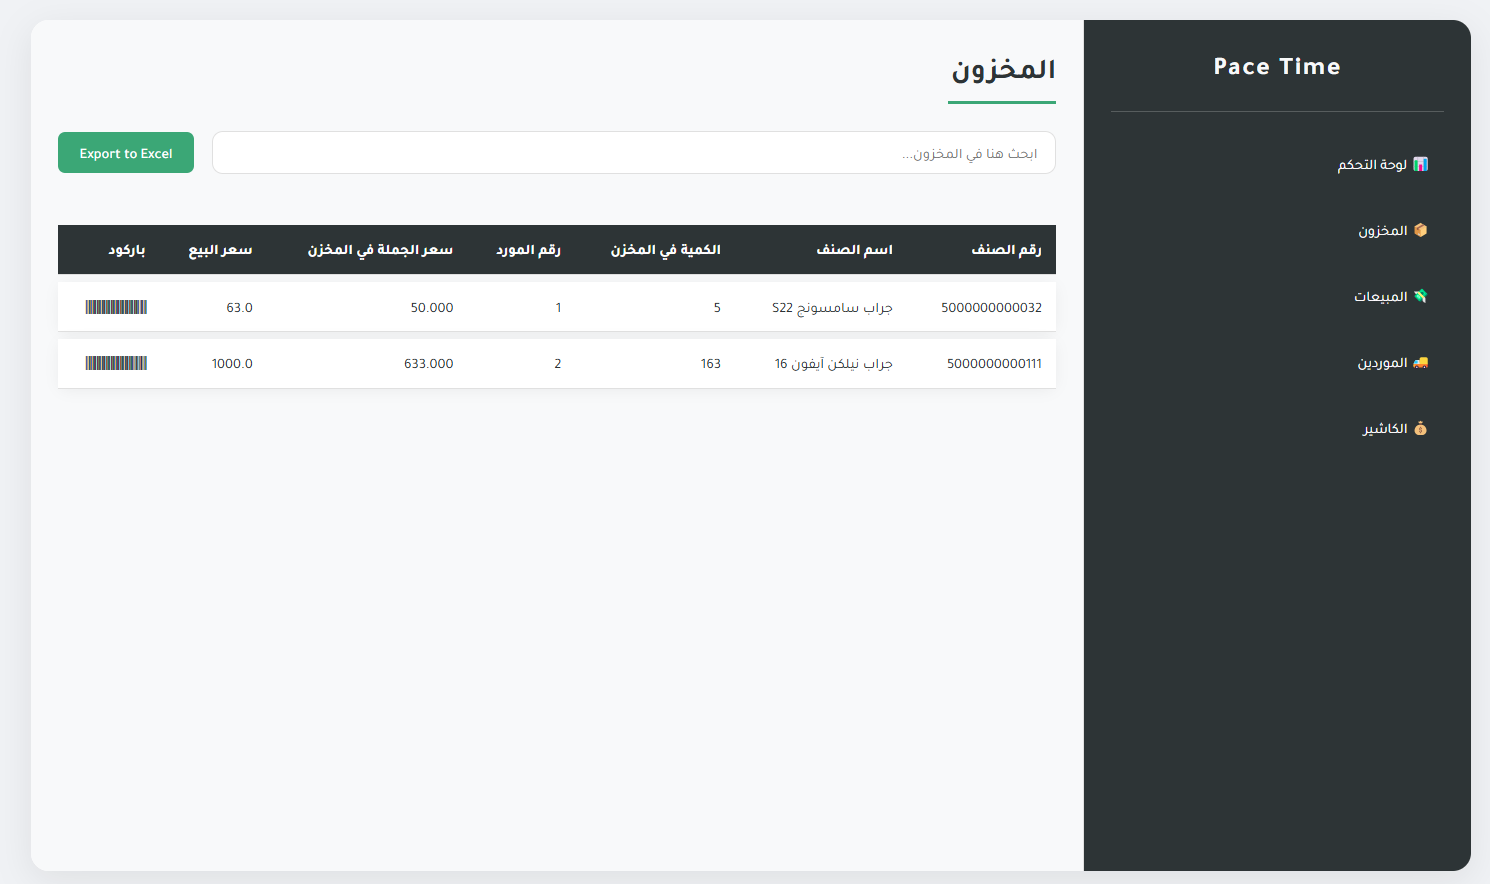 Pace Time
لوحة التحكم
المخزون
المبيعات
الموردين
الكاشير
المخزون
ابحث هنا في المخزون...
Export to Excel
رقم الصنف اسم الصنف الكمية في المخزن رقم المورد سعر الجملة في المخزن سعر البيع باركود
5000000000032 جراب سامسونج S22 5 1 50.000 63.0
5000000000111 جراب نيلكن آيفون 16 163 2 633.000 1000.0